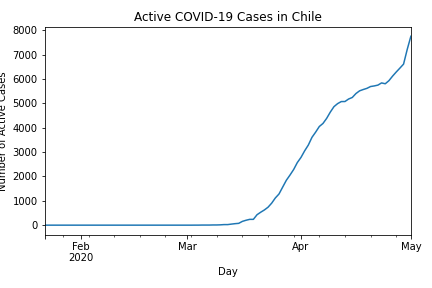 Active COVID-19 Cases in Chile
Number of Active Cases
8000
7000
6000
5000
4000
3000
2000
1000
0
Feb
2020
Mar
Apr
May
Day